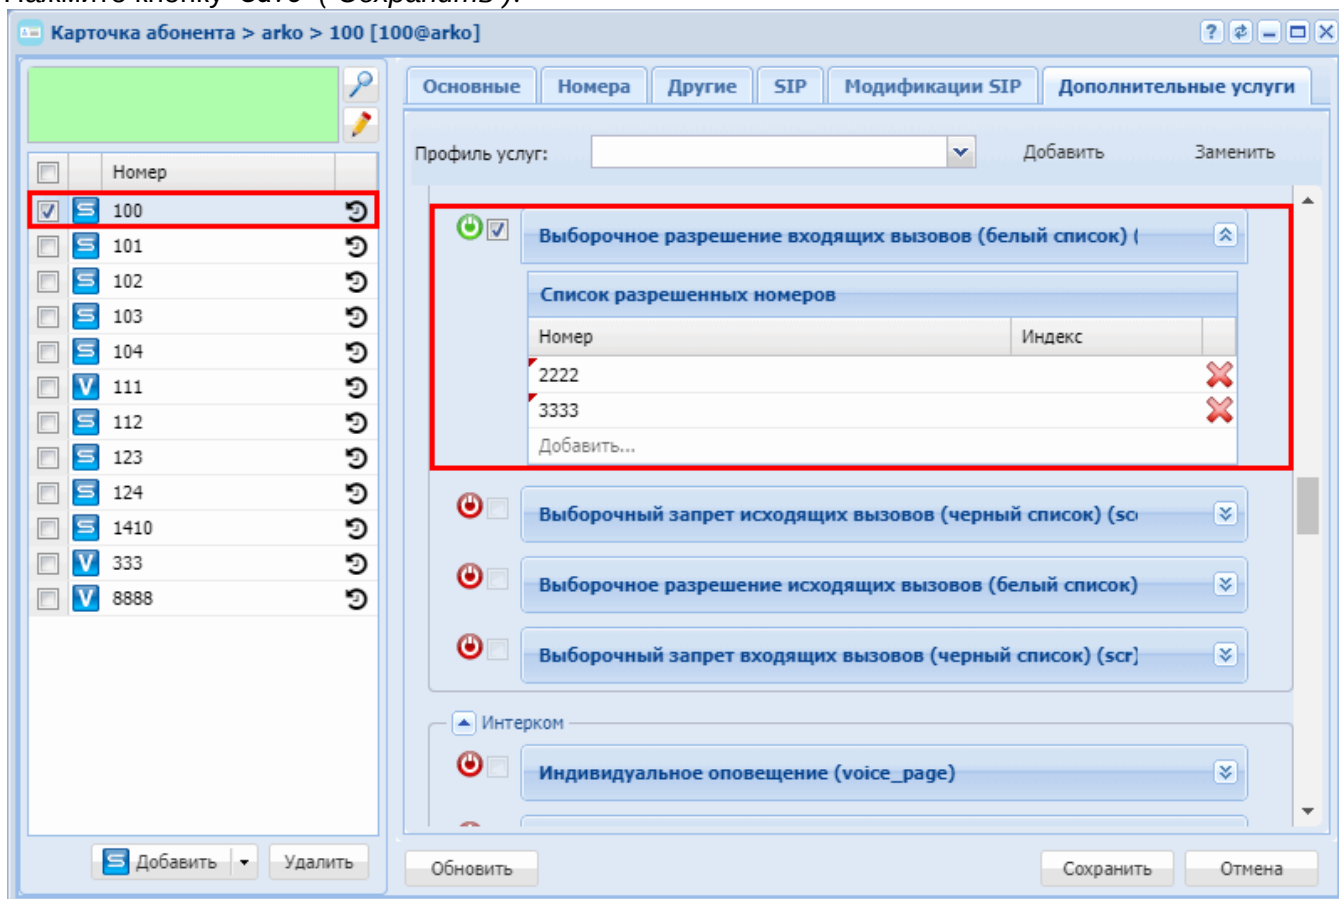 Карточка абонента > arko > 100 [100@arko]
Основные Номера Другие SIP Модификации SIP Дополнительные услуги
Профиль услуг: Добавить Заменить
Номер
100
101
102
103
104
111
112
123
124
1410
333
8888
Добавить Удалить
Выборочное разрешение входящих вызовов (белый список) (
Список разрешенных номеров
Номер Индекс
2222
3333
Добавить...
Выборочный запрет исходящих вызовов (черный список) (sc
Выборочное разрешение исходящих вызовов (белый список)
Выборочный запрет входящих вызовов (черный список) (scr)
Интерком
Индивидуальное оповещение (voice_page)
Обновить Сохранить Отмена